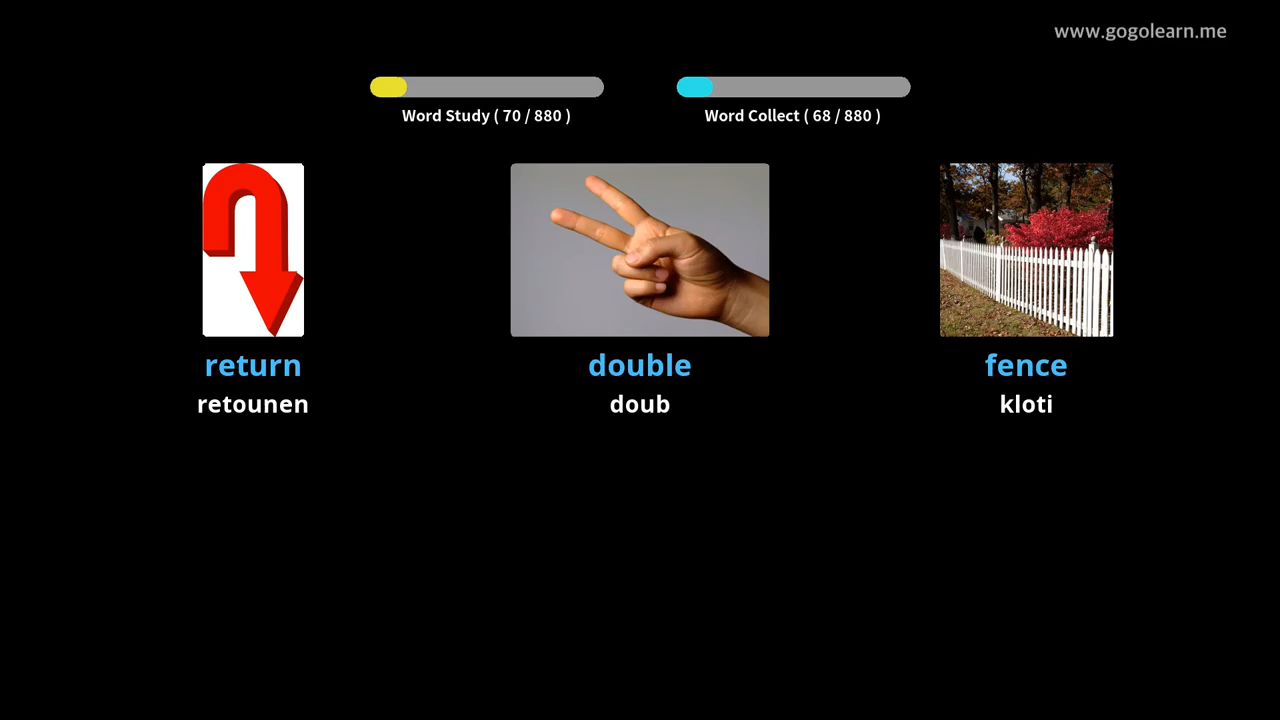 www.gogolearn.me
Word Study ( 70 / 880 )
Word Collect ( 68 / 880 )
return
retounen
double
doub
fence
kloti